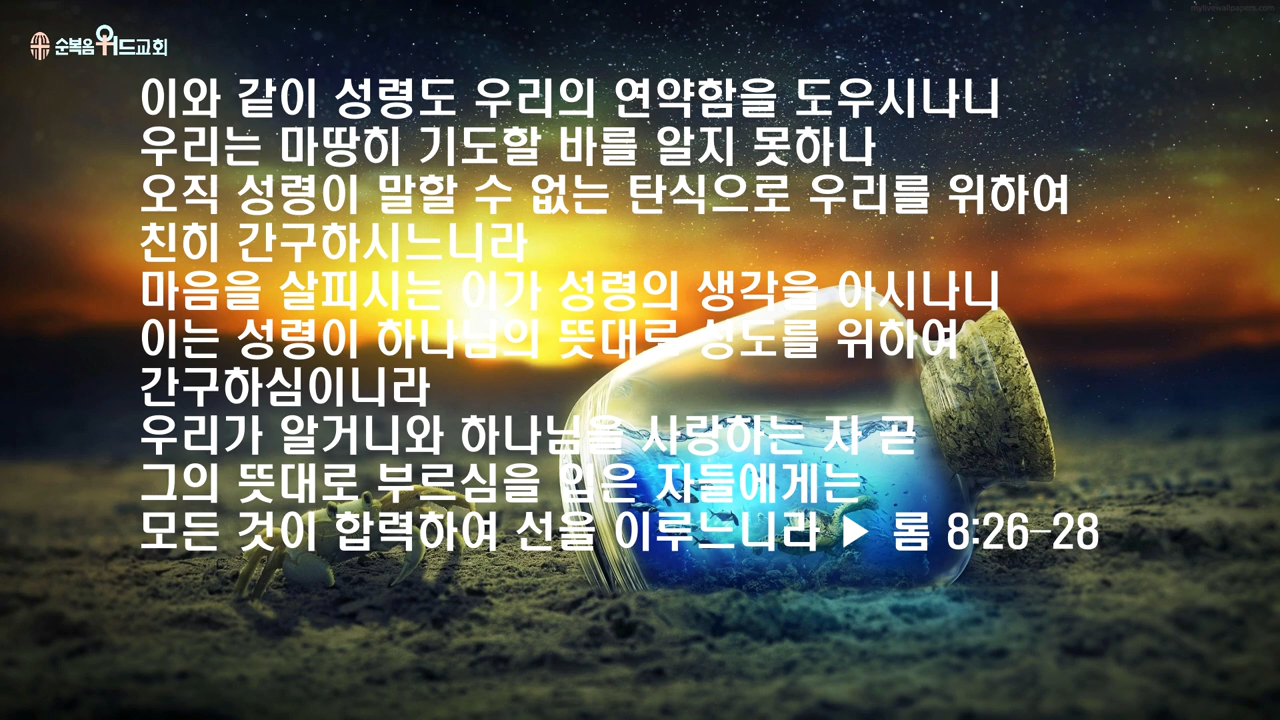 순복음워드교회
이와 같이 성령도 우리의 연약함을 도우시나니
우리는 마땅히 기도할 바를 알지 못하나
오직 성령이 말할 수 없는 탄식으로 우리를 위하여
친히 간구하시느니라
마음을 살피시는 이가 성령의 생각을 아시나니
이는 성령이 하나님의 뜻대로 성도를 위하여
간구하심이니라
우리가 알거니와 하나님을 사랑하는 자 곧
그의 뜻대로 부르심을 입은 자들에게는
모든 것이 합력하여 선을 이루느니라 ▶ 롬 8:26-28